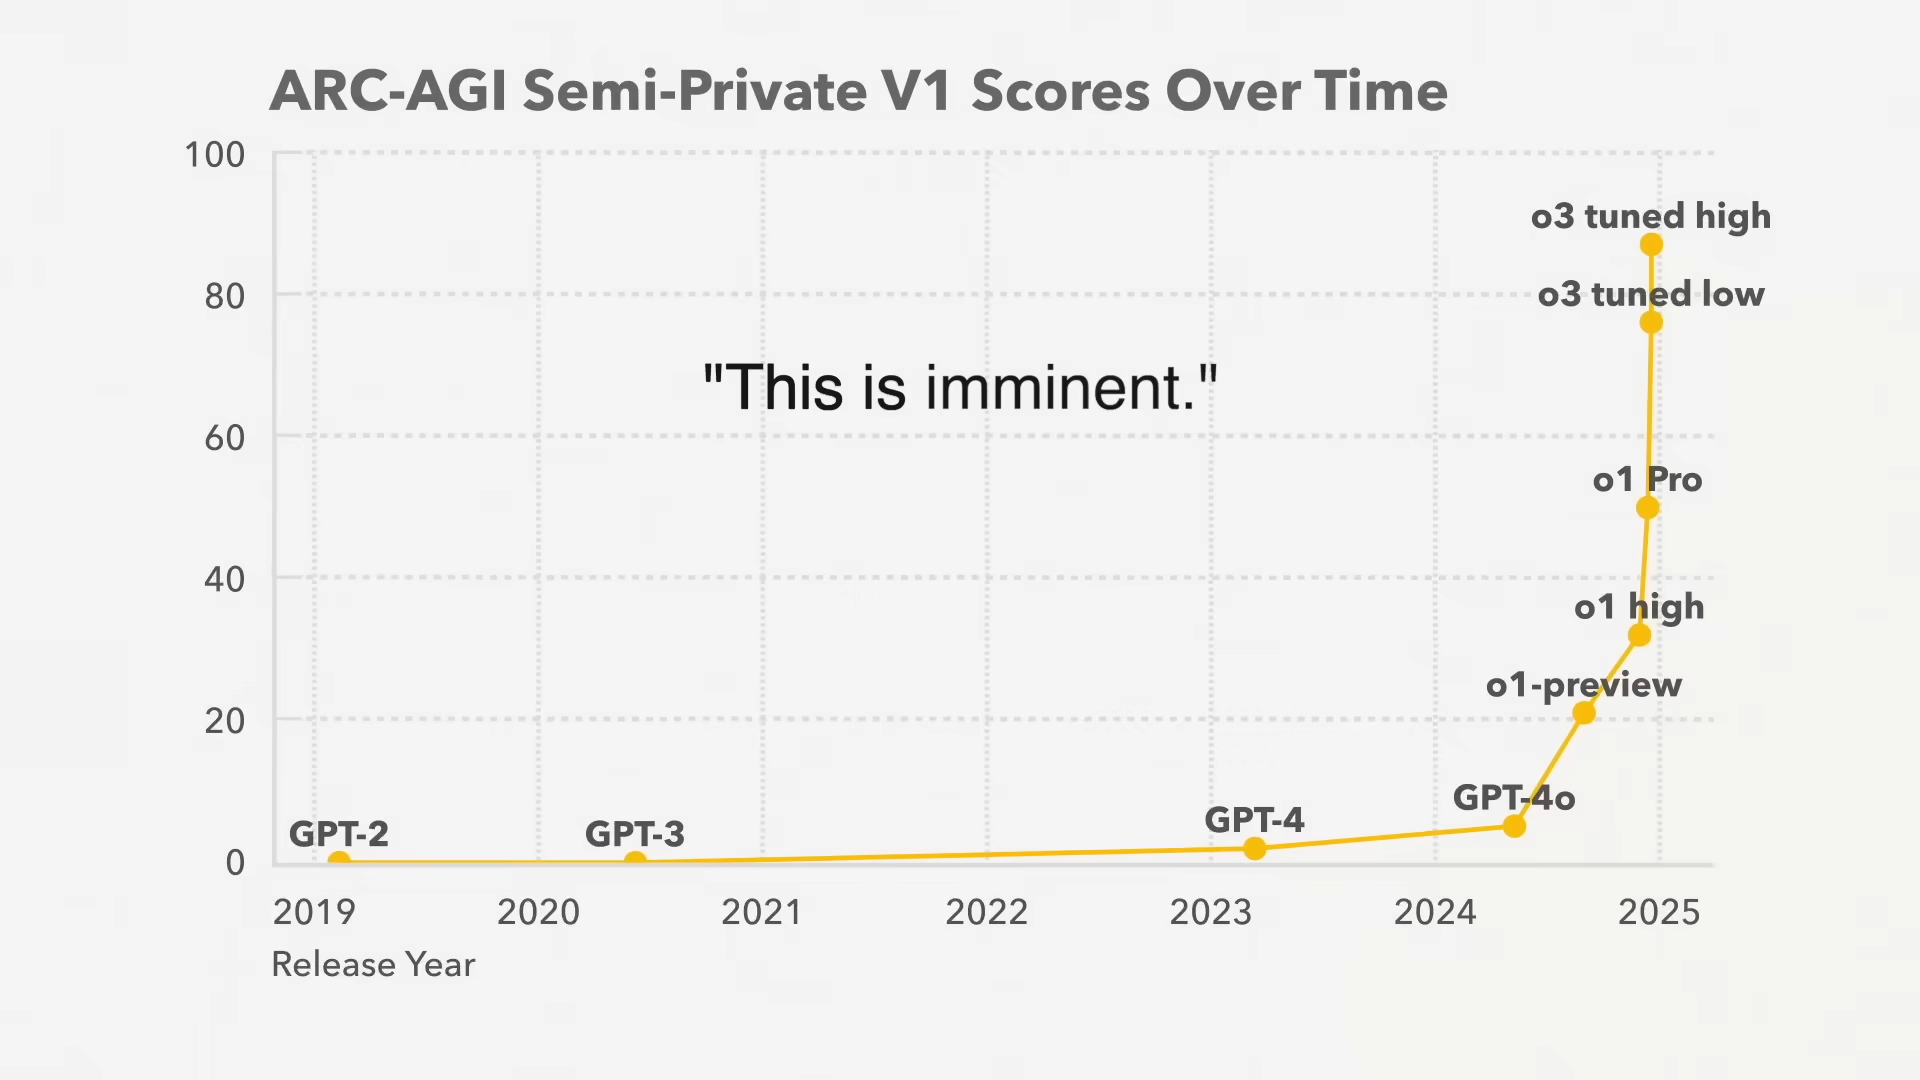 ARC-AGI Semi-Private V1 Scores Over Time
100
o3 tuned high
80
o3 tuned low
"This is imminent."
60
o1 Pro
40
o1 high
o1-preview
20
GPT-4o
GPT-2
GPT-3
GPT-4
0
2019
2020
2021
2022
2023
2024
2025
Release Year